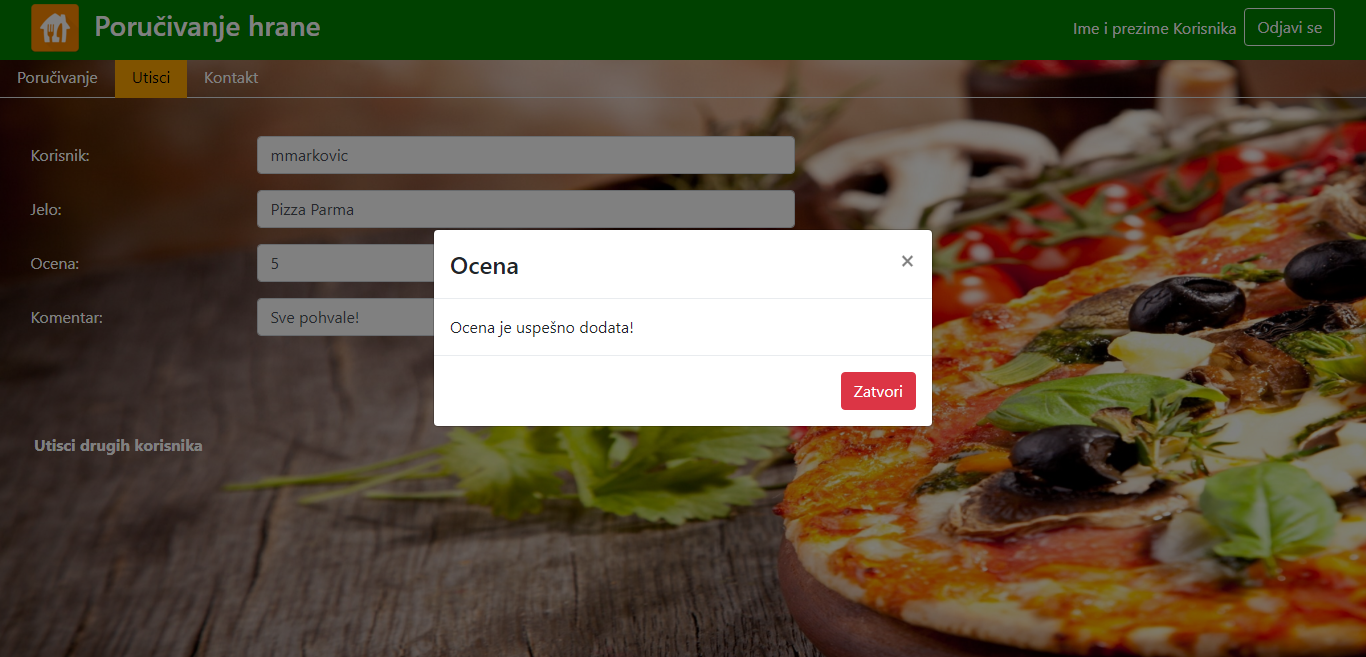 Poručivanje hrane
Ime i prezime Korisnika
Odjavi se
Poručivanje
Utisci
Kontakt
Korisnik:
mmarkovic
Jelo:
Pizza Parma
Ocena:
5
Komentar:
Sve pohvale!
Ocena
×
Ocena je uspešno dodata!
Zatvori
Utisci drugih korisnika